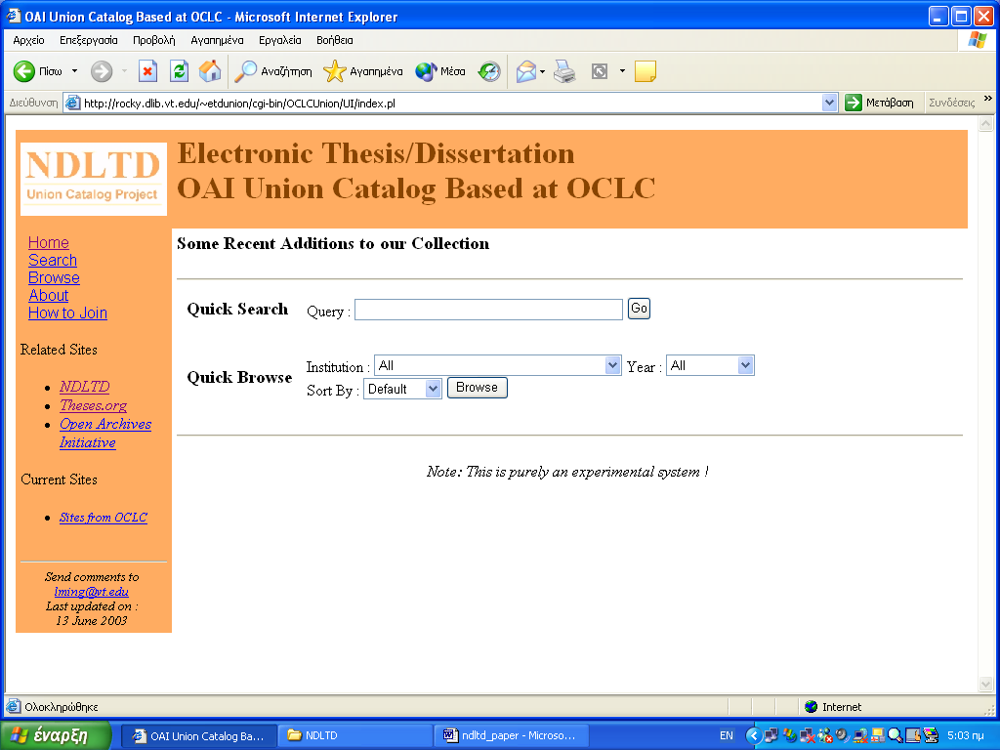 OAI Union Catalog Based at OCLC - Microsoft Internet Explorer
Αρχείο Επεξεργασία Προβολή Αγαπημένα Εργαλεία Βοήθεια
Πίσω Αναζήτηση Αγαπημένα Μέσα
Διεύθυνση http://rocky.dlib.vt.edu/~etdunion/cgi-bin/OCLCUnion/UI/index.pl Μετάβαση Συνδέσεις »
NDLTD
Union Catalog Project
Electronic Thesis/Dissertation
OAI Union Catalog Based at OCLC
Home
Search
Browse
About
How to Join
Related Sites
NDLTD
Theses.org
Open Archives
Initiative
Current Sites
Sites from OCLC
Send comments to
lming@vt.edu
Last updated on :
13 June 2003
Some Recent Additions to our Collection
Quick Search Query : Go
Quick Browse Institution : All Year : All
Sort By : Default Browse
Note: This is purely an experimental system !
Ολοκληρώθηκε Internet
έναρξη OAI Union Catalog Ba... NDLTD ndltd_paper - Microso... EN 5:03 πμ